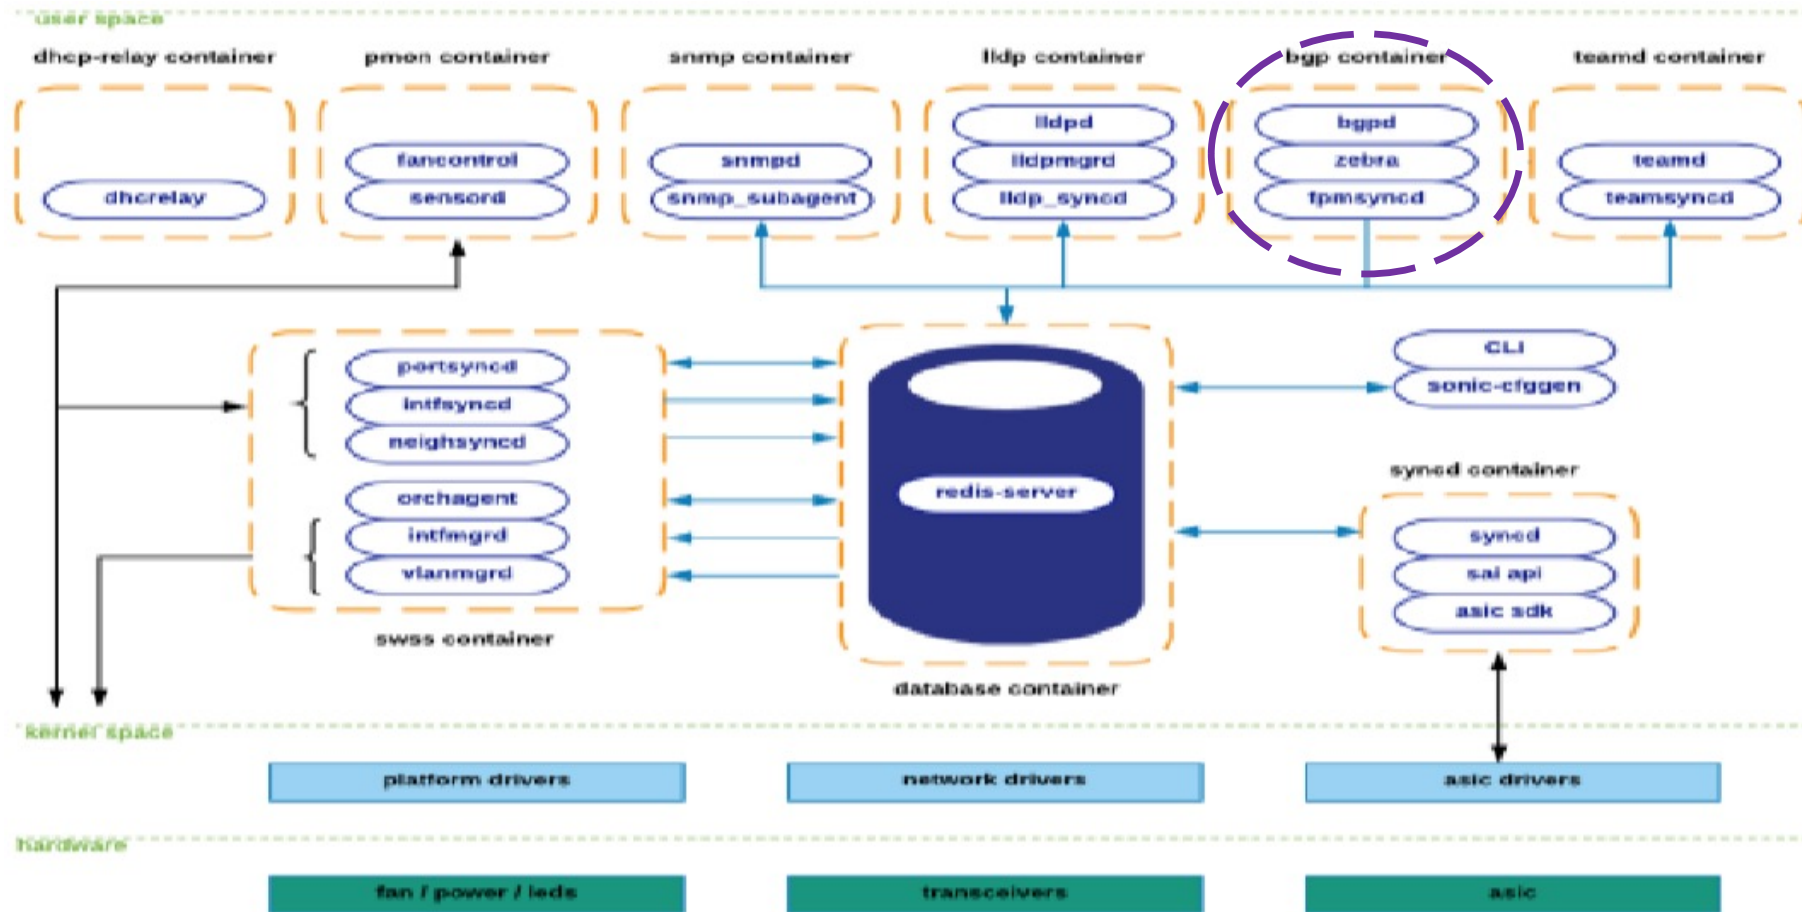 user space
dhcp-relay container
pmon container
snmp container
lldp container
bgp container
teamd container
dhcrelay
fancontrol
sensord
snmpd
snmp_subagent
lldpd
lldpmgrd
lldp_syncd
bgpd
zebra
fpmsyncd
teamd
teamsyncd
portsyncd
intfsyncd
neighsyncd
orchagent
intfmgrd
vlanmgrd
swss container
redis-server
database container
CLI
sonic-cfggen
syncd container
syncd
sai api
asic sdk
kernel space
platform drivers
network drivers
asic drivers
hardware
fan / power / leds
transceivers
asic